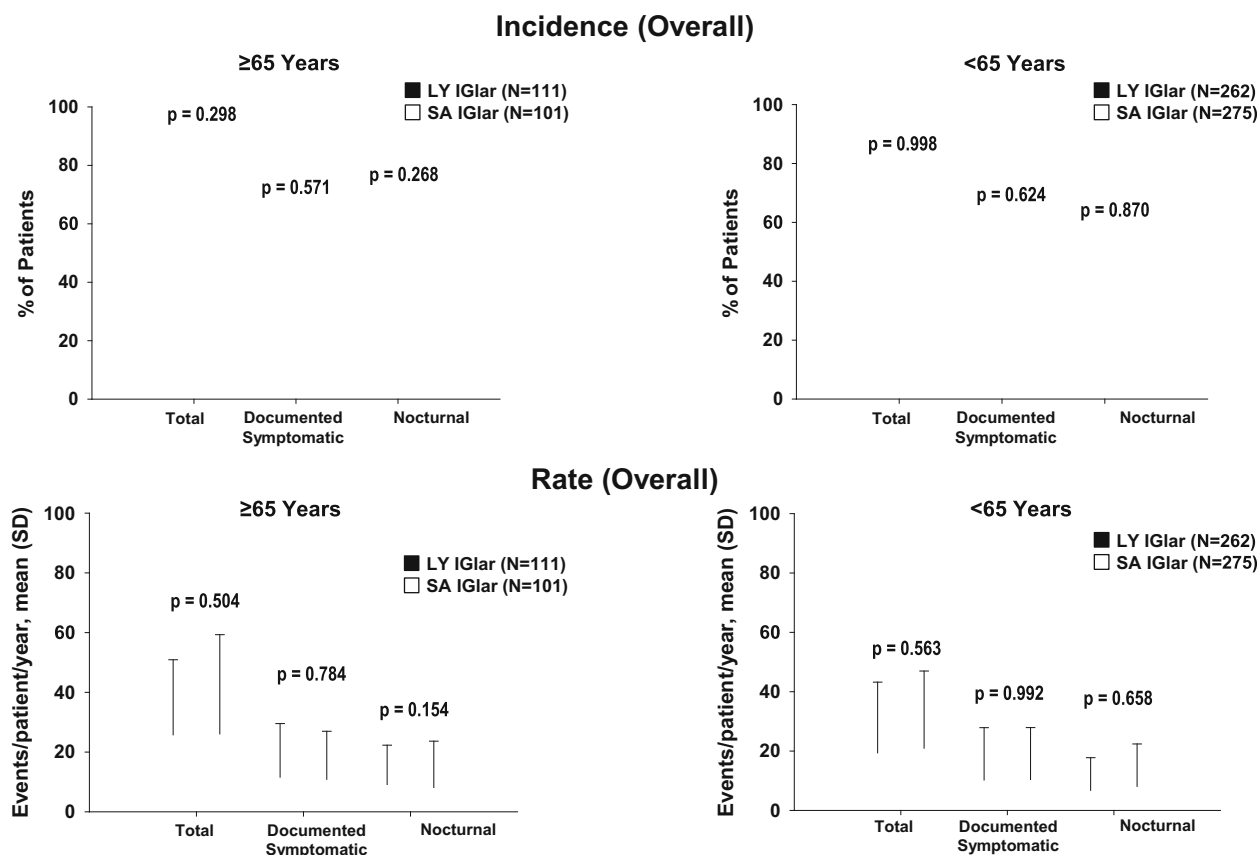 Incidence (Overall)
≥65 Years
LY IGlar (N=111)
SA IGlar (N=101)
% of Patients
100
80
60
40
20
0
p = 0.298
p = 0.571
p = 0.268
Total
Documented
Symptomatic
Nocturnal
<65 Years
LY IGlar (N=262)
SA IGlar (N=275)
% of Patients
100
80
60
40
20
0
p = 0.998
p = 0.624
p = 0.870
Total
Documented
Symptomatic
Nocturnal
Rate (Overall)
≥65 Years
LY IGlar (N=111)
SA IGlar (N=101)
Events/patient/year, mean (SD)
100
80
60
40
20
0
p = 0.504
p = 0.784
p = 0.154
Total
Documented
Symptomatic
Nocturnal
<65 Years
LY IGlar (N=262)
SA IGlar (N=275)
Events/patient/year, mean (SD)
100
80
60
40
20
0
p = 0.563
p = 0.992
p = 0.658
Total
Documented
Symptomatic
Nocturnal